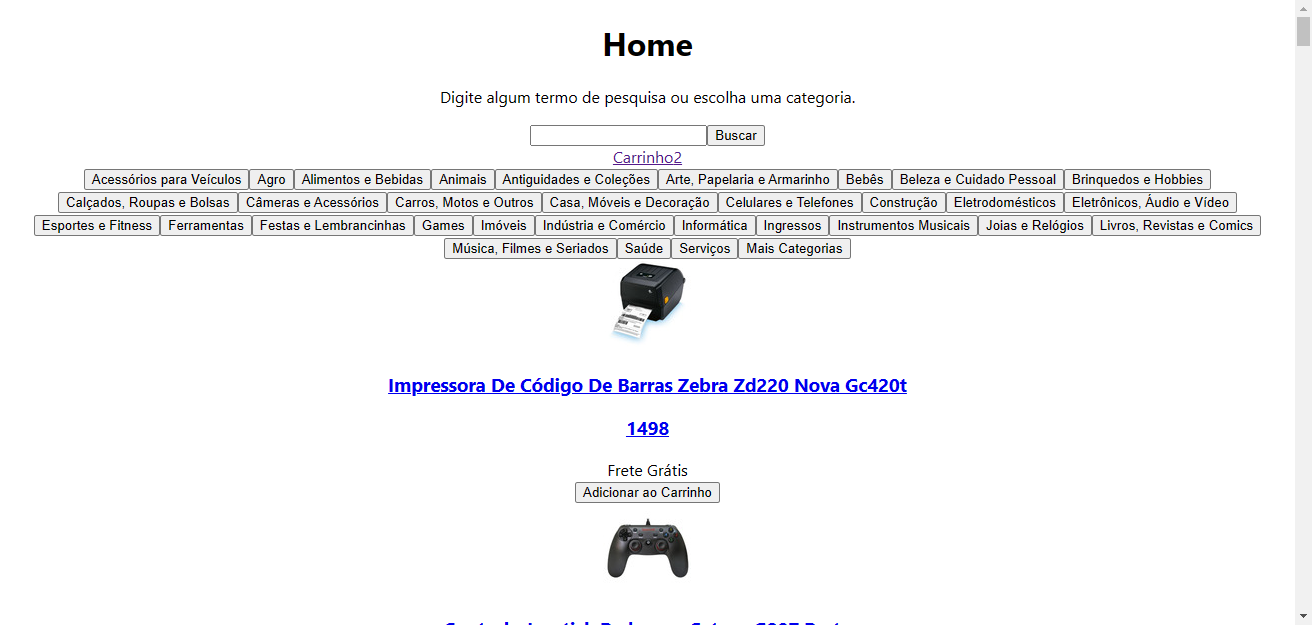 Home
Digite algum termo de pesquisa ou escolha uma categoria.
Buscar
Carrinho2
Acessórios para Veículos Agro Alimentos e Bebidas Animais Antiguidades e Coleções Arte, Papelaria e Armarinho Bebês Beleza e Cuidado Pessoal Brinquedos e Hobbies
Calçados, Roupas e Bolsas Câmeras e Acessórios Carros, Motos e Outros Casa, Móveis e Decoração Celulares e Telefones Construção Eletrodomésticos Eletrônicos, Áudio e Vídeo
Esportes e Fitness Ferramentas Festas e Lembrancinhas Games Imóveis Indústria e Comércio Informática Ingressos Instrumentos Musicais Joias e Relógios Livros, Revistas e Comics
Música, Filmes e Seriados Saúde Serviços Mais Categorias
Impressora De Código De Barras Zebra Zd220 Nova Gc420t
1498
Frete Grátis
Adicionar ao Carrinho